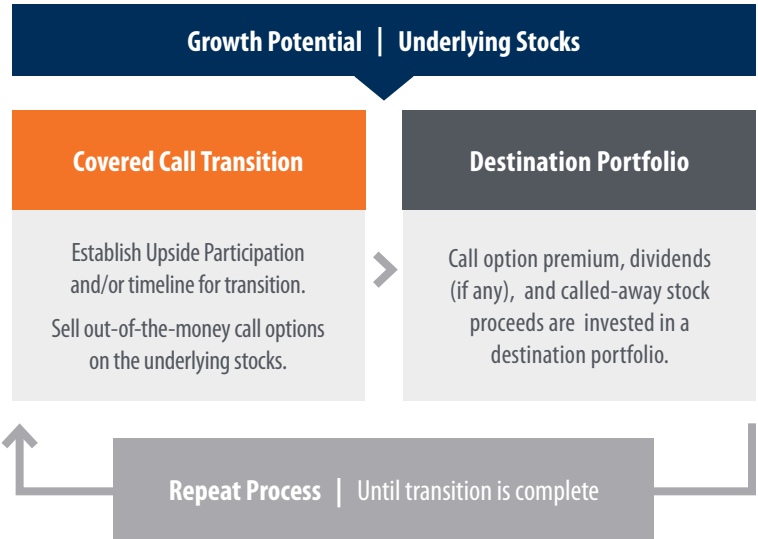 Growth Potential | Underlying Stocks
Covered Call Transition
Establish Upside Participation
and/or timeline for transition.
Sell out-of-the-money call options
on the underlying stocks.
Destination Portfolio
Call option premium, dividends
(if any), and called-away stock
proceeds are invested in a
destination portfolio.
Repeat Process | Until transition is complete